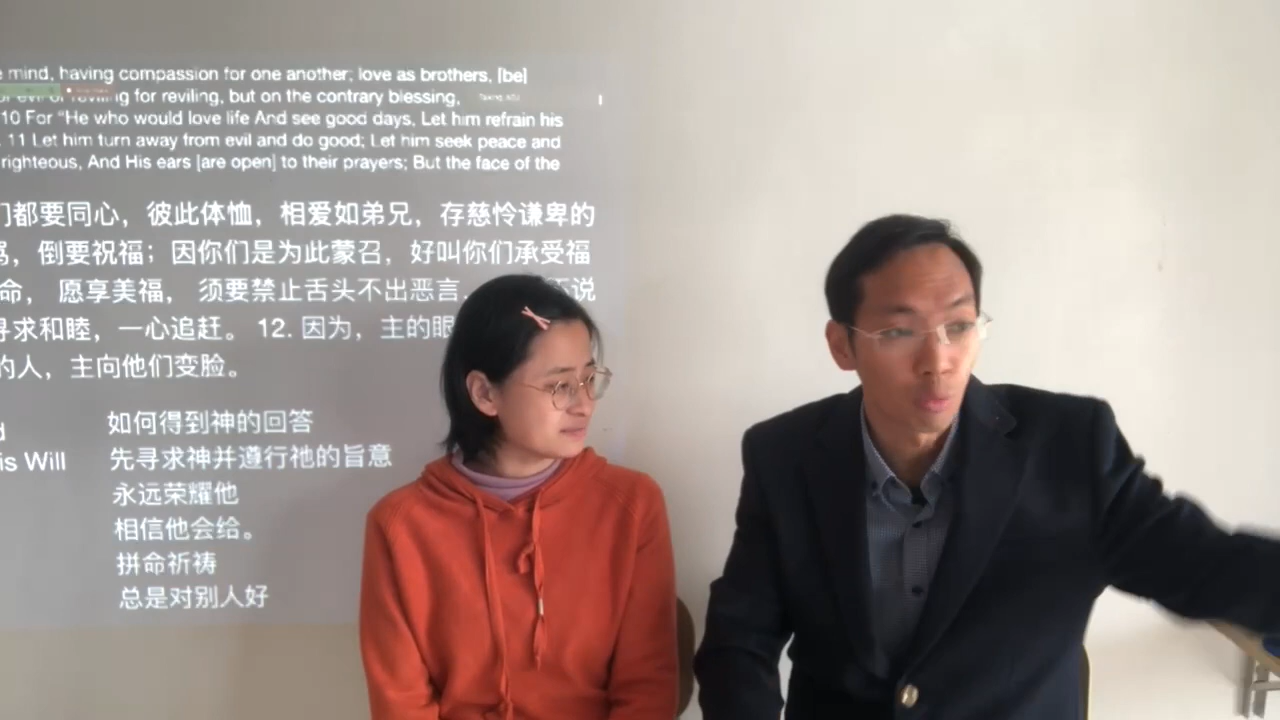 mind, having compassion for one another; love as brothers, [be]
for reviling, but on the contrary blessing,
10 For "He who would love life And see good days, Let him refrain his
11 Let him turn away from evil and do good; Let him seek peace and
righteous, And His ears [are open] to their prayers; But the face of the
们都要同心，彼此体恤，相爱如弟兄，存慈怜谦卑的
骂，倒要祝福；因你们是为此蒙召，好叫你们承受福
命， 愿享美福， 须要禁止舌头不出恶言，说
寻求和睦，一心追赶。 12. 因为，主的眼
的人，主向他们变脸。
如何得到神的回答
is Will 先寻求神并遵行祂的旨意
永远荣耀他
相信他会给。
拼命祈祷
总是对别人好